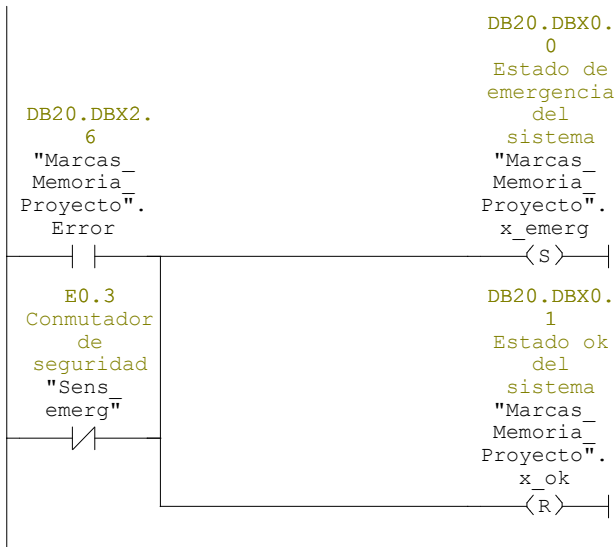 DB20.DBX0.
0
Estado de
emergencia
del
sistema
"Marcas_
Memoria_
Proyecto".
x_emerg
S
DB20.DBX2.
6
"Marcas_
Memoria_
Proyecto".
Error
E0.3
Conmutador
de
seguridad
"Sens_
emerg"
DB20.DBX0.
1
Estado ok
del
sistema
"Marcas_
Memoria_
Proyecto".
x_ok
R